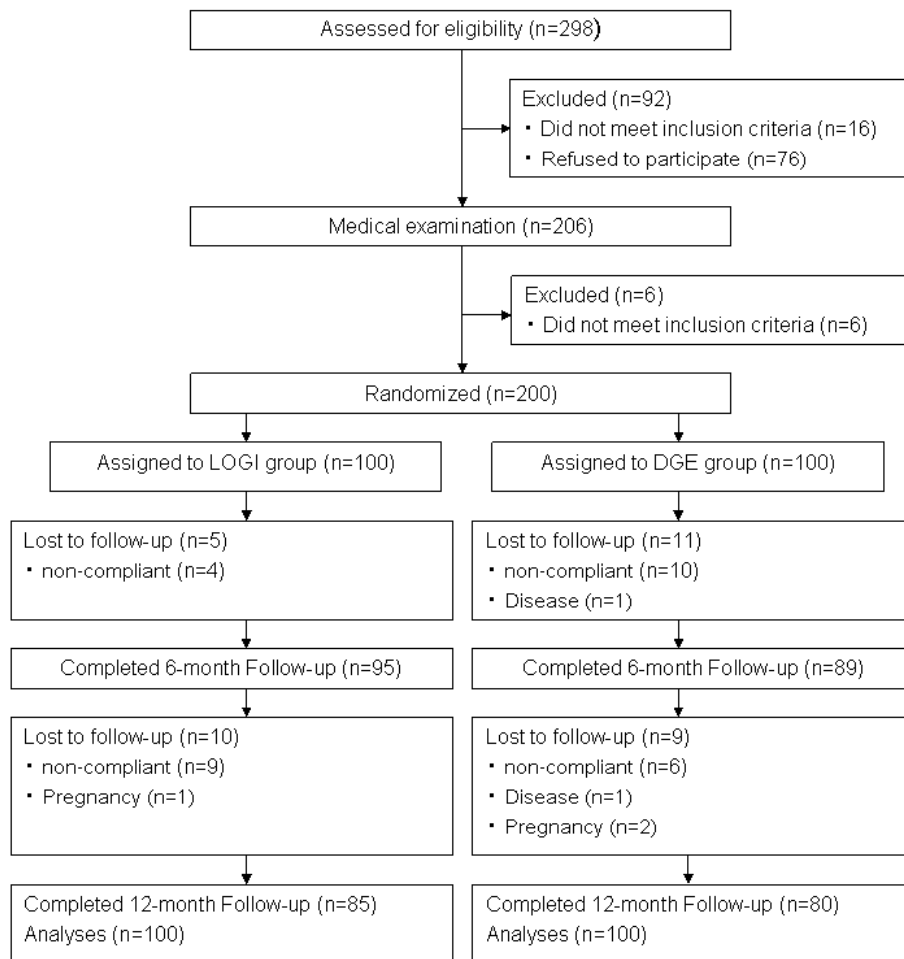 Assessed for eligibility (n=298)
Excluded (n=92)
・Did not meet inclusion criteria (n=16)
・Refused to participate (n=76)
Medical examination (n=206)
Excluded (n=6)
・Did not meet inclusion criteria (n=6)
Randomized (n=200)
Assigned to LOGI group (n=100)
Assigned to DGE group (n=100)
Lost to follow-up (n=5)
・non-compliant (n=4)
Lost to follow-up (n=11)
・non-compliant (n=10)
・Disease (n=1)
Completed 6-month Follow-up (n=95)
Completed 6-month Follow-up (n=89)
Lost to follow-up (n=10)
・non-compliant (n=9)
・Pregnancy (n=1)
Lost to follow-up (n=9)
・non-compliant (n=6)
・Disease (n=1)
・Pregnancy (n=2)
Completed 12-month Follow-up (n=85)
Analyses (n=100)
Completed 12-month Follow-up (n=80)
Analyses (n=100)